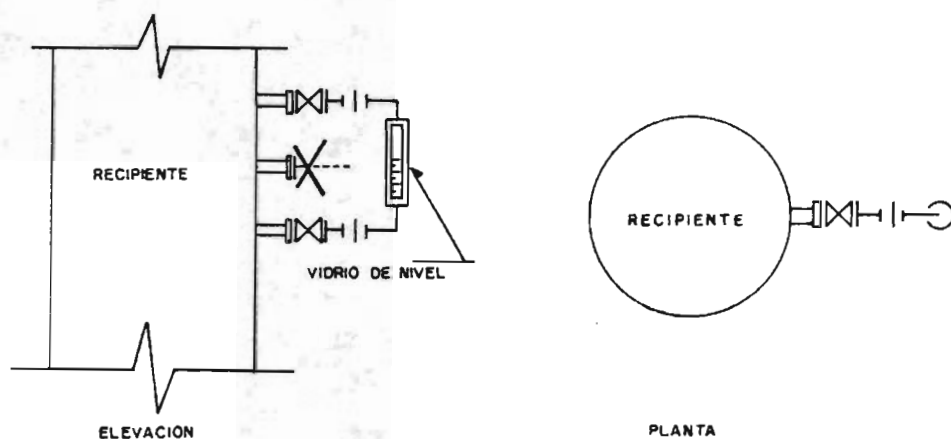 RECIPIENTE
VIDRIO DE NIVEL
ELEVACION
RECIPIENTE
PLANTA